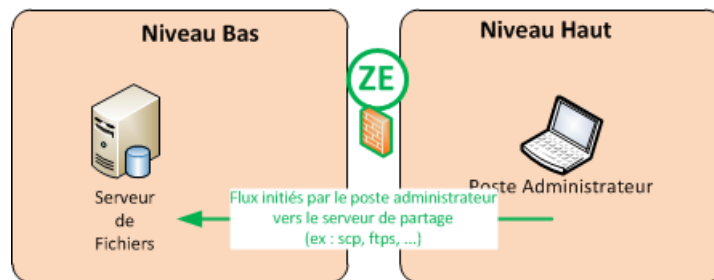 Niveau Bas
Niveau Haut
ZE
Serveur
de
Fichiers
Poste Administrateur
Flux initiés par le poste administrateur
vers le serveur de partage
(ex : scp, ftps, ...)